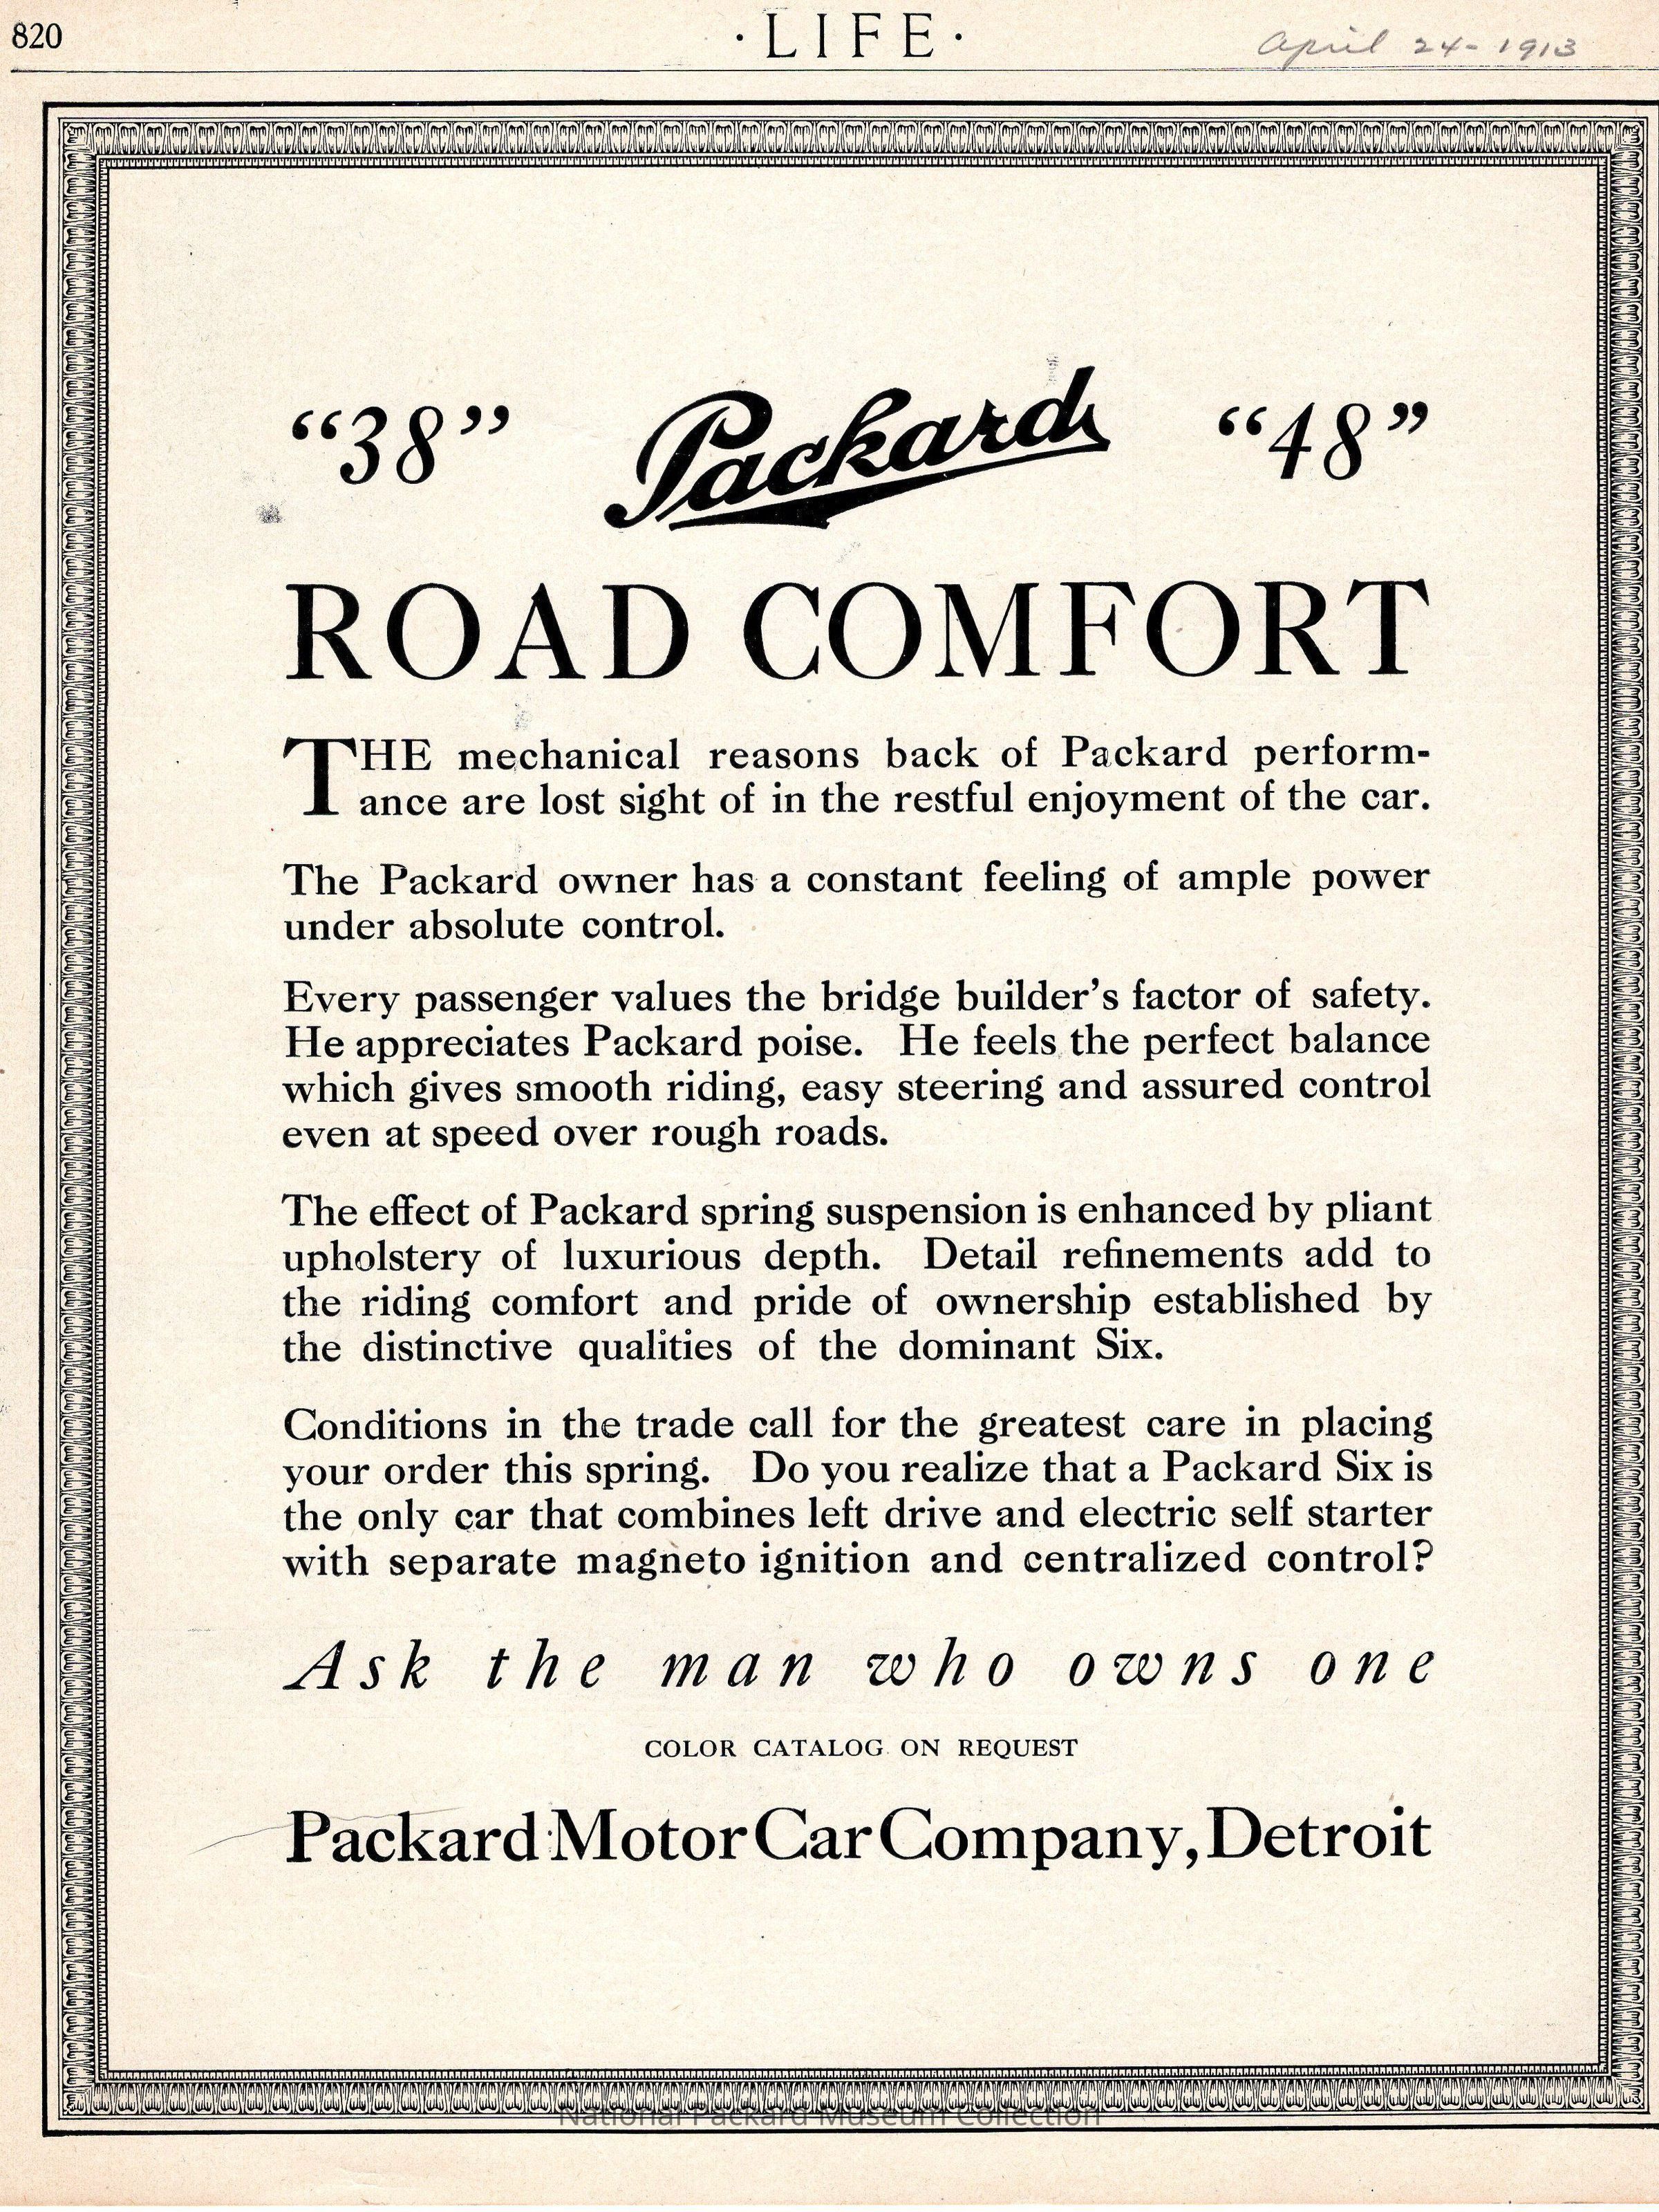 820
·LIFE·
April 24- 1913
“38” Packard “48”
ROAD COMFORT
THE mechanical reasons back of Packard perform-
ance are lost sight of in the restful enjoyment of the car.
The Packard owner has a constant feeling of ample power
under absolute control.
Every passenger values the bridge builder’s factor of safety.
He appreciates Packard poise. He feels the perfect balance
which gives smooth riding, easy steering and assured control
even at speed over rough roads.
The effect of Packard spring suspension is enhanced by pliant
upholstery of luxurious depth. Detail refinements add to
the riding comfort and pride of ownership established by
the distinctive qualities of the dominant Six.
Conditions in the trade call for the greatest care in placing
your order this spring. Do you realize that a Packard Six is
the only car that combines left drive and electric self starter
with separate magneto ignition and centralized control?
Ask the man who owns one
COLOR CATALOG ON REQUEST
Packard Motor Car Company, Detroit
National Packard Museum Collection